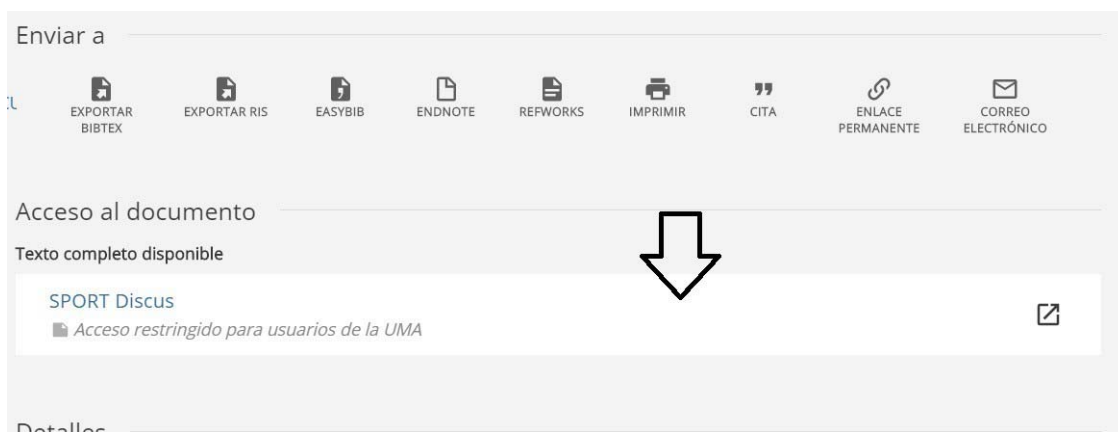 Enviar a
EXPORTAR BIBTEX
EXPORTAR RIS
EASYBIB
ENDNOTE
REFWORKS
IMPRIMIR
CITA
ENLACE PERMANENTE
CORREO ELECTRÓNICO
Acceso al documento
Texto completo disponible
SPORT Discus
Acceso restringido para usuarios de la UMA
Detalles